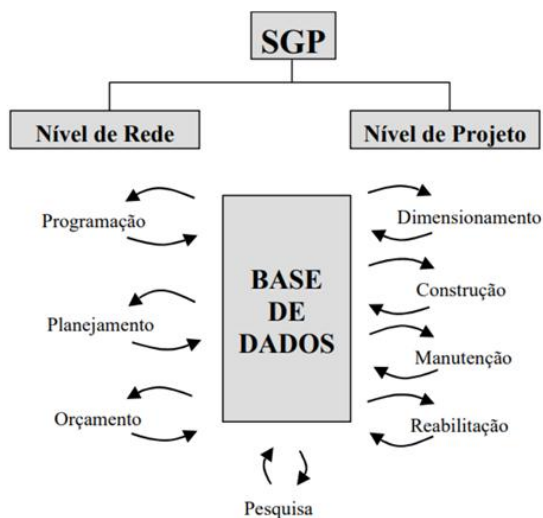 SGP
Nível de Rede
Nível de Projeto
Programação
Planejamento
Orçamento
BASE
DE
DADOS
Dimensionamento
Construção
Manutenção
Reabilitação
Pesquisa